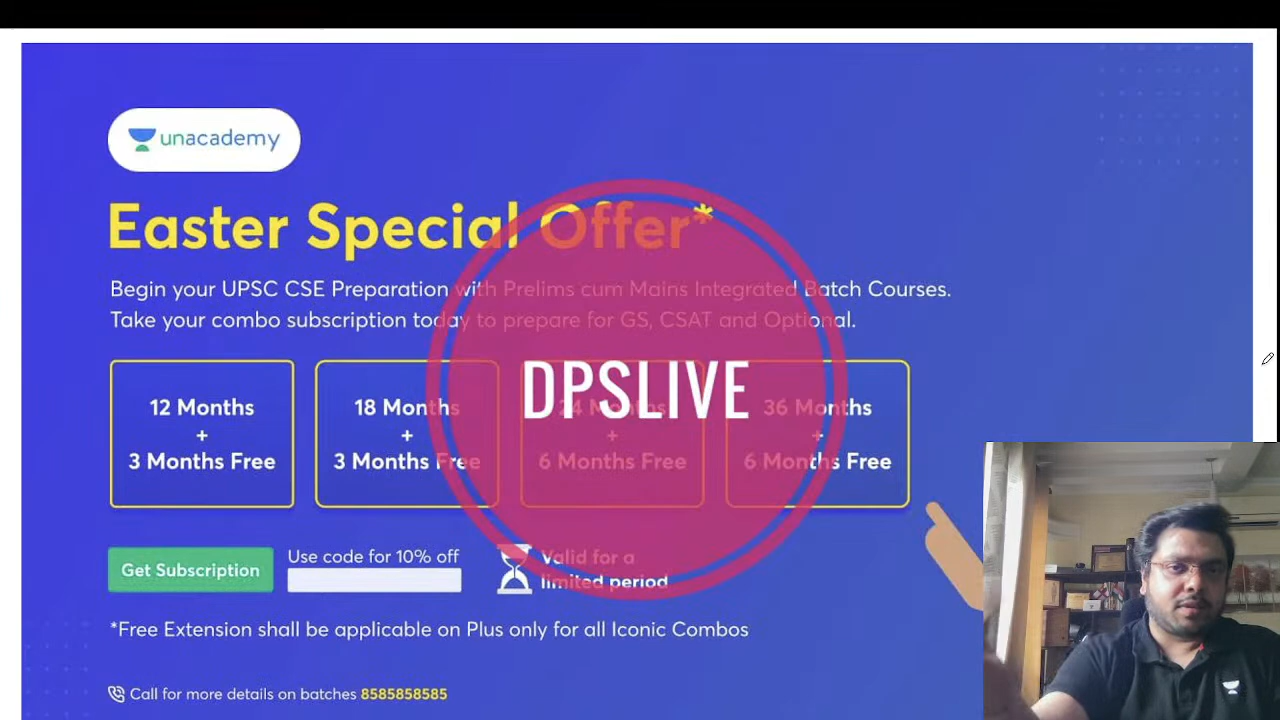 unacademy
Easter Special Offer*
Begin your UPSC CSE Preparation with Prelims cum Mains Integrated Batch Courses.
Take your combo subscription today to prepare for GS, CSAT and Optional.
12 Months
+
3 Months Free
18 Months
+
3 Months Free
24 Months
+
6 Months Free
36 Months
+
6 Months Free
DPSLIVE
Get Subscription
Use code for 10% off
Valid for a
limited period
*Free Extension shall be applicable on Plus only for all Iconic Combos
Call for more details on batches 8585858585